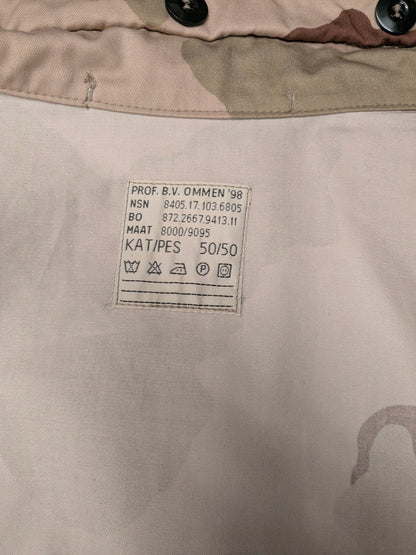 PROF. B.V. OMMEN '98
NSN 8405.17.103.6805
BO 872.2667.9413.11
MAAT 8000/9095
KAT/PES 50/50